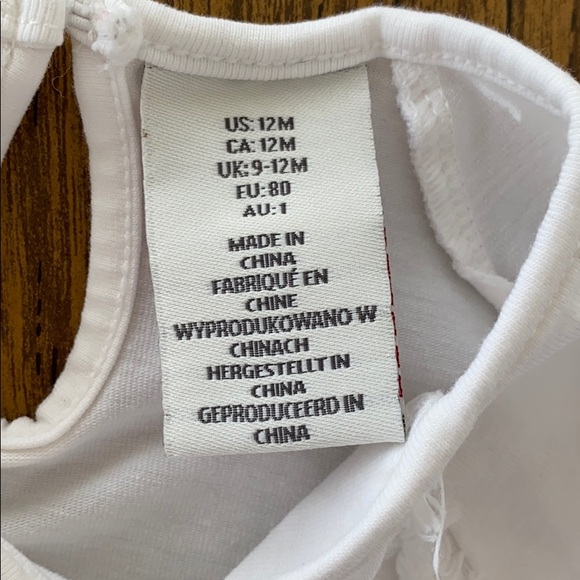 US: 12M
CA: 12M
UK: 9-12M
EU: 80
AU: 1
MADE IN
CHINA
FABRIQUÉ EN
CHINE
WYPRODUKOWANO W
CHINACH
HERGESTELLT IN
CHINA
GEPRODUCEERD IN
CHINA